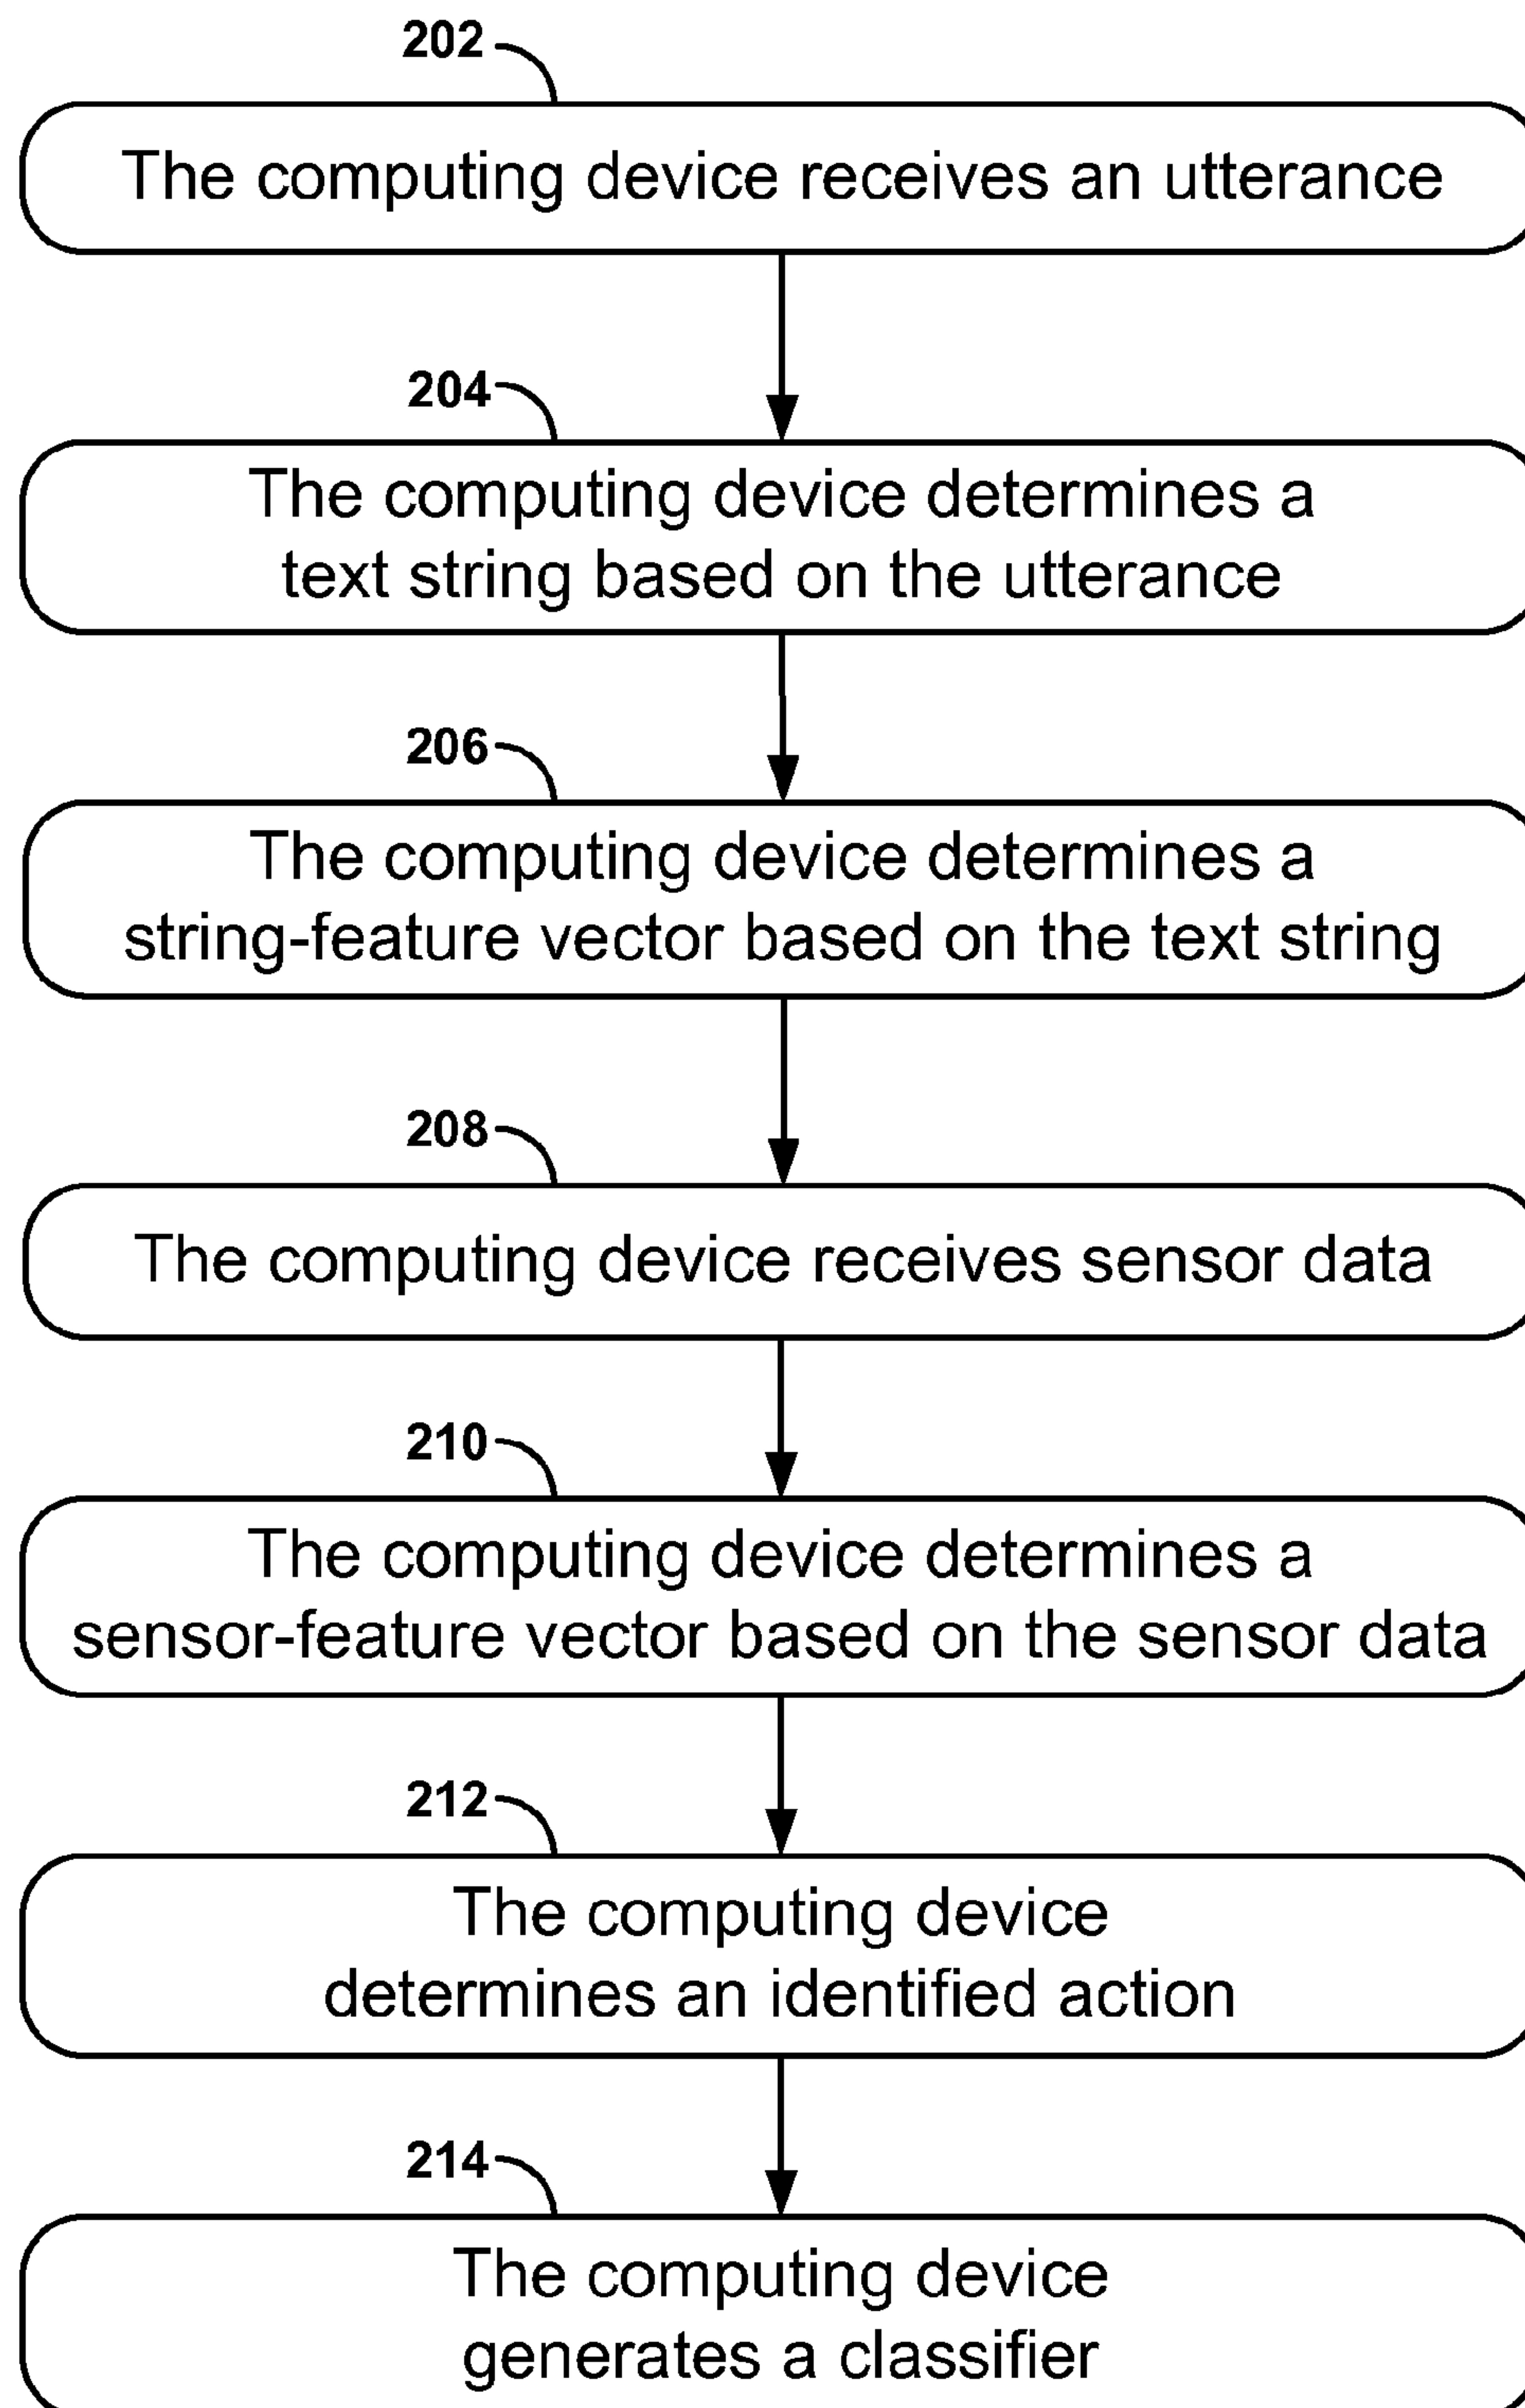 202
The computing device receives an utterance
204
The computing device determines a
text string based on the utterance
206
The computing device determines a
string-feature vector based on the text string
208
The computing device receives sensor data
210
The computing device determines a
sensor-feature vector based on the sensor data
212
The computing device
determines an identified action
214
The computing device
generates a classifier